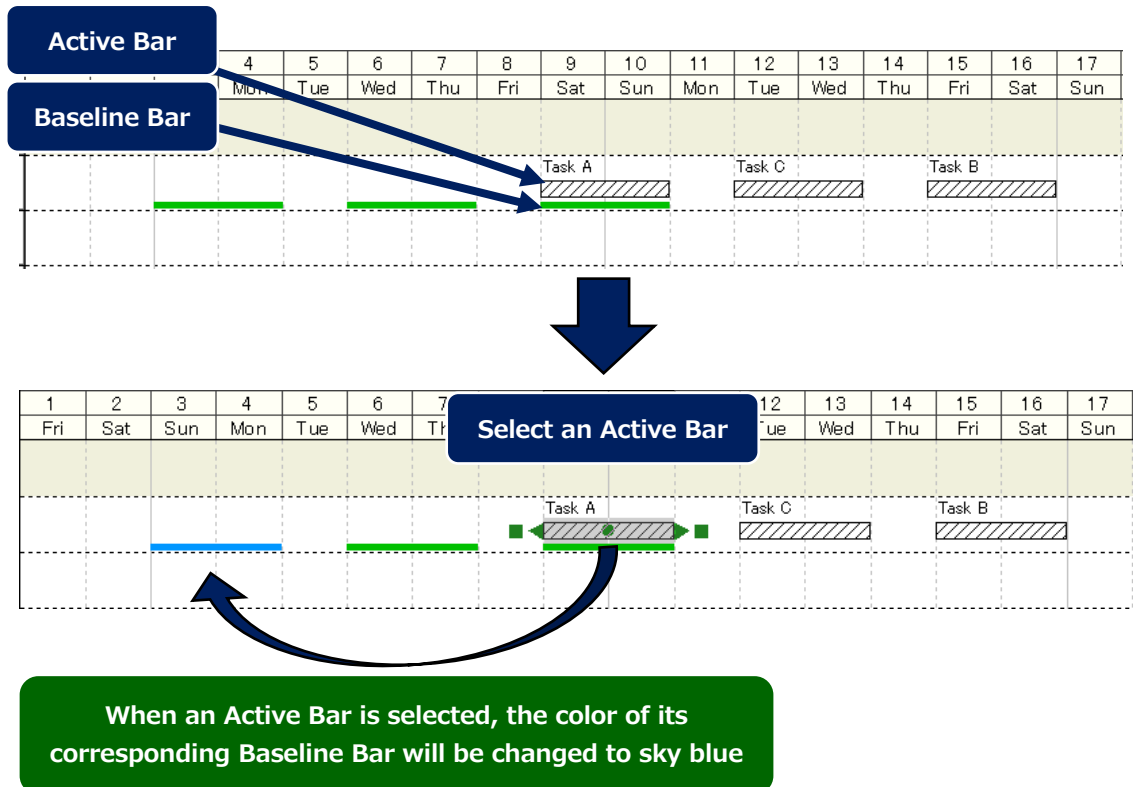 Active Bar
4 5 6 7 8 9 10 11 12 13 14 15 16 17
Mon Tue Wed Thu Fri Sat Sun Mon Tue Wed Thu Fri Sat Sun
Baseline Bar
Task A Task C Task B
1 2 3 4 5 6 7 12 13 14 15 16 17
Fri Sat Sun Mon Tue Wed Th Tue Wed Thu Fri Sat Sun
Select an Active Bar
Task A Task C Task B
When an Active Bar is selected, the color of its
corresponding Baseline Bar will be changed to sky blue